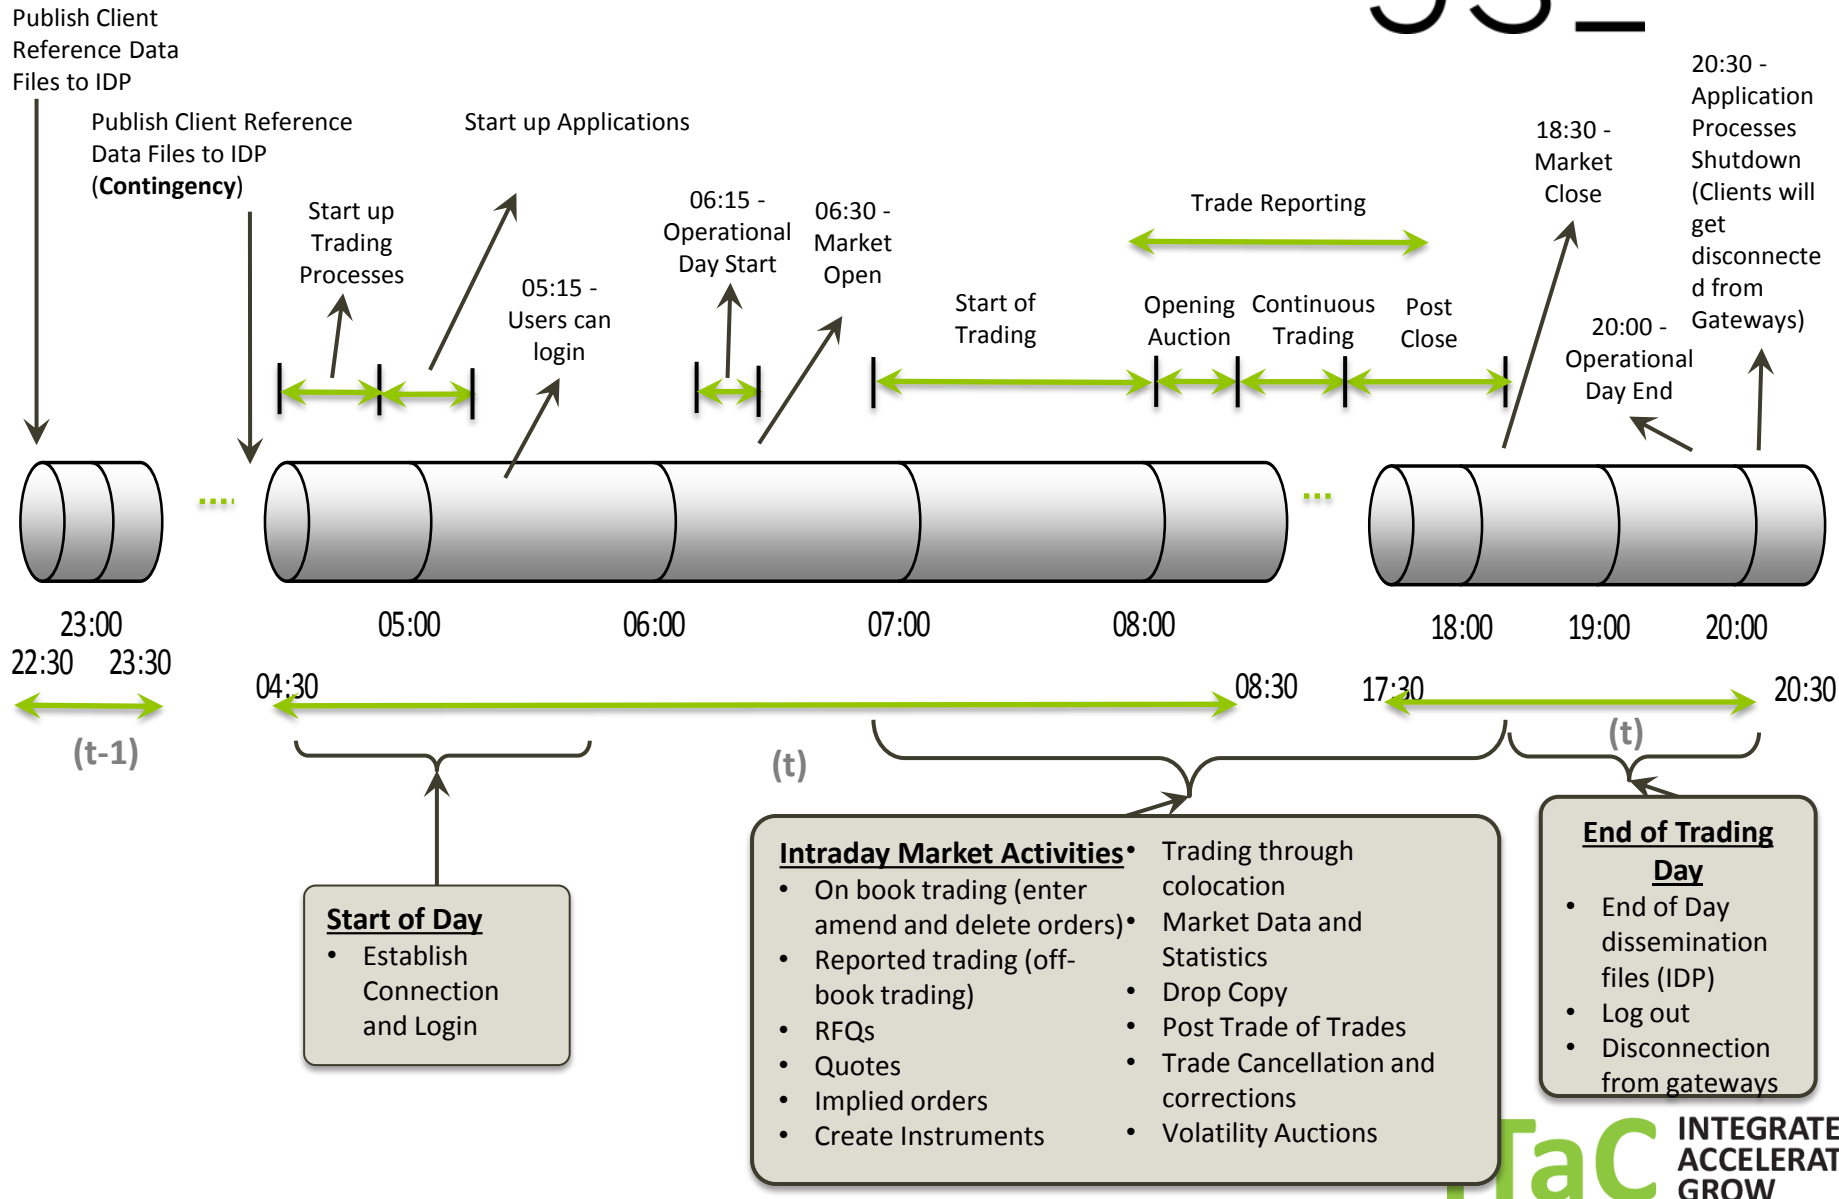 Publish Client
Reference Data
Files to IDP
Publish Client Reference
Data Files to IDP
(Contingency)
Start up
Trading
Processes
Start up Applications
05:15 -
Users can
login
06:15 -
Operational
Day Start
06:30 -
Market
Open
Start of
Trading
Trade Reporting
Opening
Auction
Continuous
Trading
Post
Close
18:30 -
Market
Close
20:00 -
Operational
Day End
20:30 -
Application
Processes
Shutdown
(Clients will
get
disconnecte
d from
Gateways)
23:00
22:30 23:30
05:00 06:00 07:00 08:00
18:00 19:00 20:00
04:30 08:30
17:30 20:30
(t-1)
(t)
(t)
Start of Day
• Establish
Connection
and Login
Intraday Market Activities
• On book trading (enter
amend and delete orders)
• Reported trading (off-
book trading)
• RFQs
• Quotes
• Implied orders
• Create Instruments
• Trading through
colocation
• Market Data and
Statistics
• Drop Copy
• Post Trade of Trades
• Trade Cancellation and
corrections
• Volatility Auctions
End of Trading
Day
• End of Day
dissemination
files (IDP)
• Log out
• Disconnection
from gateways
TaC
INTEGRATE
ACCELERAT
GROW